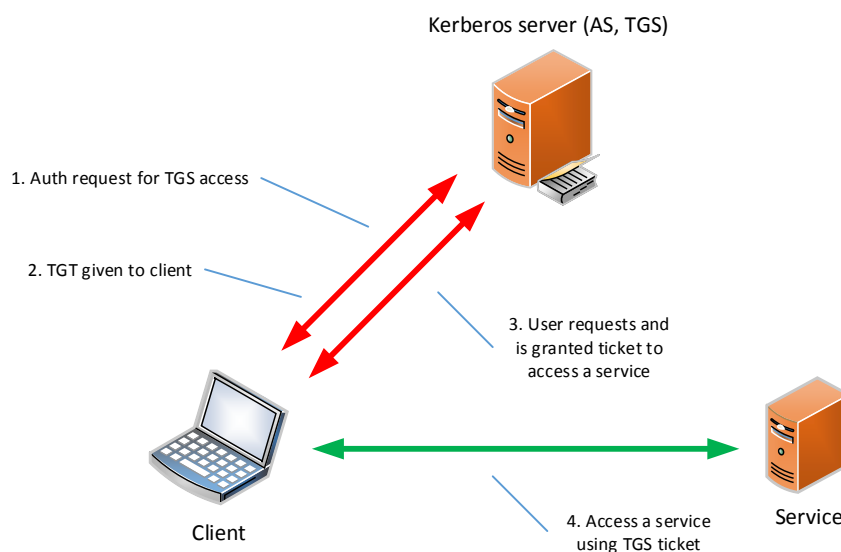 Kerberos server (AS, TGS)
1. Auth request for TGS access
2. TGT given to client
3. User requests and
is granted ticket to
access a service
Client
Service
4. Access a service
using TGS ticket